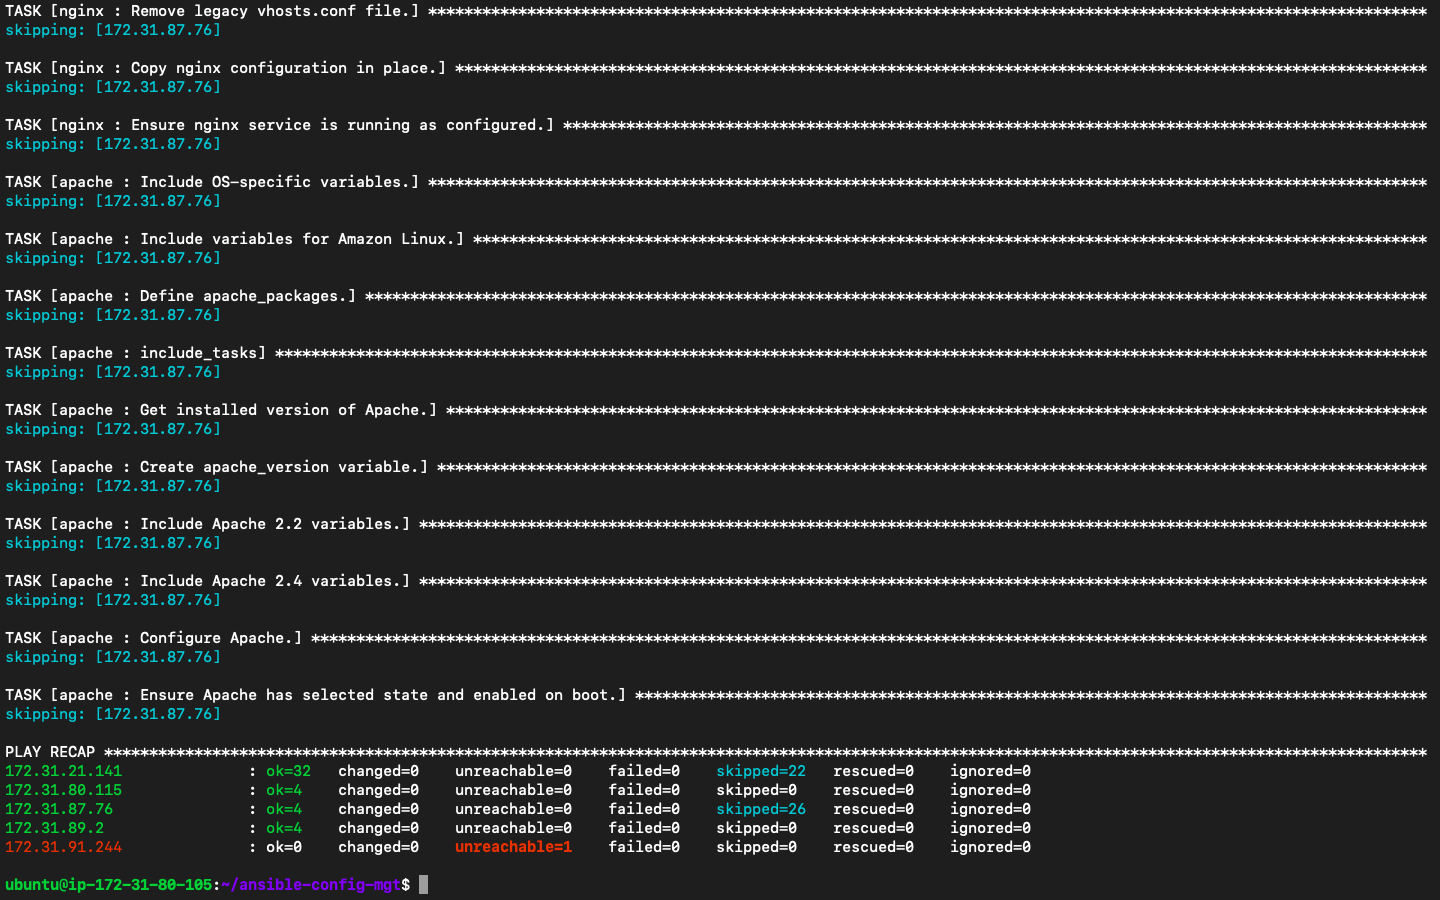 TASK [nginx : Remove legacy vhosts.conf file.] ***************************************************************************************************************
skipping: [172.31.87.76]
TASK [nginx : Copy nginx configuration in place.] ************************************************************************************************************
skipping: [172.31.87.76]
TASK [nginx : Ensure nginx service is running as configured.] ************************************************************************************************
skipping: [172.31.87.76]
TASK [apache : Include OS-specific variables.] ***************************************************************************************************************
skipping: [172.31.87.76]
TASK [apache : Include variables for Amazon Linux.] **********************************************************************************************************
skipping: [172.31.87.76]
TASK [apache : Define apache_packages.] **********************************************************************************************************************
skipping: [172.31.87.76]
TASK [apache : include_tasks] ********************************************************************************************************************************
skipping: [172.31.87.76]
TASK [apache : Get installed version of Apache.] *************************************************************************************************************
skipping: [172.31.87.76]
TASK [apache : Create apache_version variable.] **************************************************************************************************************
skipping: [172.31.87.76]
TASK [apache : Include Apache 2.2 variables.] ****************************************************************************************************************
skipping: [172.31.87.76]
TASK [apache : Include Apache 2.4 variables.] ****************************************************************************************************************
skipping: [172.31.87.76]
TASK [apache : Configure Apache.] ****************************************************************************************************************************
skipping: [172.31.87.76]
TASK [apache : Ensure Apache has selected state and enabled on boot.] ****************************************************************************************
skipping: [172.31.87.76]
PLAY RECAP ***************************************************************************************************************************************************
172.31.21.141              : ok=32   changed=0    unreachable=0    failed=0    skipped=22   rescued=0    ignored=0
172.31.80.115              : ok=4    changed=0    unreachable=0    failed=0    skipped=0    rescued=0    ignored=0
172.31.87.76               : ok=4    changed=0    unreachable=0    failed=0    skipped=26   rescued=0    ignored=0
172.31.89.2                : ok=4    changed=0    unreachable=0    failed=0    skipped=0    rescued=0    ignored=0
172.31.91.244              : ok=0    changed=0    unreachable=1    failed=0    skipped=0    rescued=0    ignored=0
ubuntu@ip-172-31-80-105:~/ansible-config-mgt$